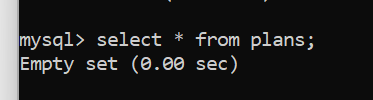 mysql> select * from plans;
Empty set (0.00 sec)